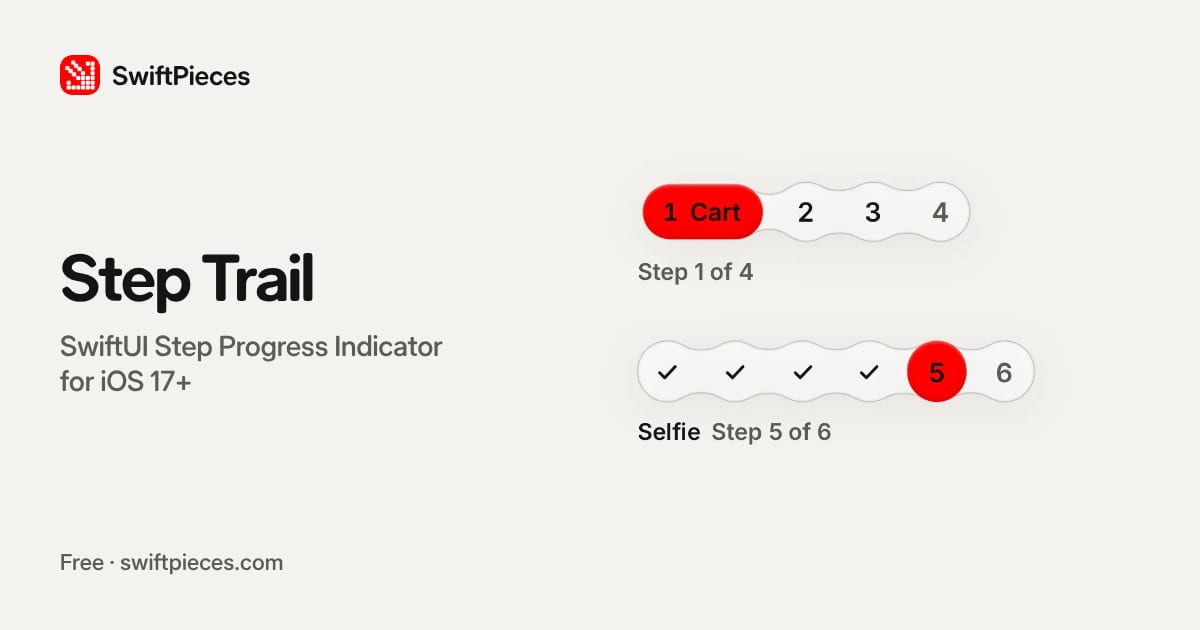 SwiftPieces
Step Trail
SwiftUI Step Progress Indicator
for iOS 17+
Free · swiftpieces.com
1 Cart 2 3 4
Step 1 of 4
✓ ✓ ✓ ✓ 5 6
Selfie Step 5 of 6